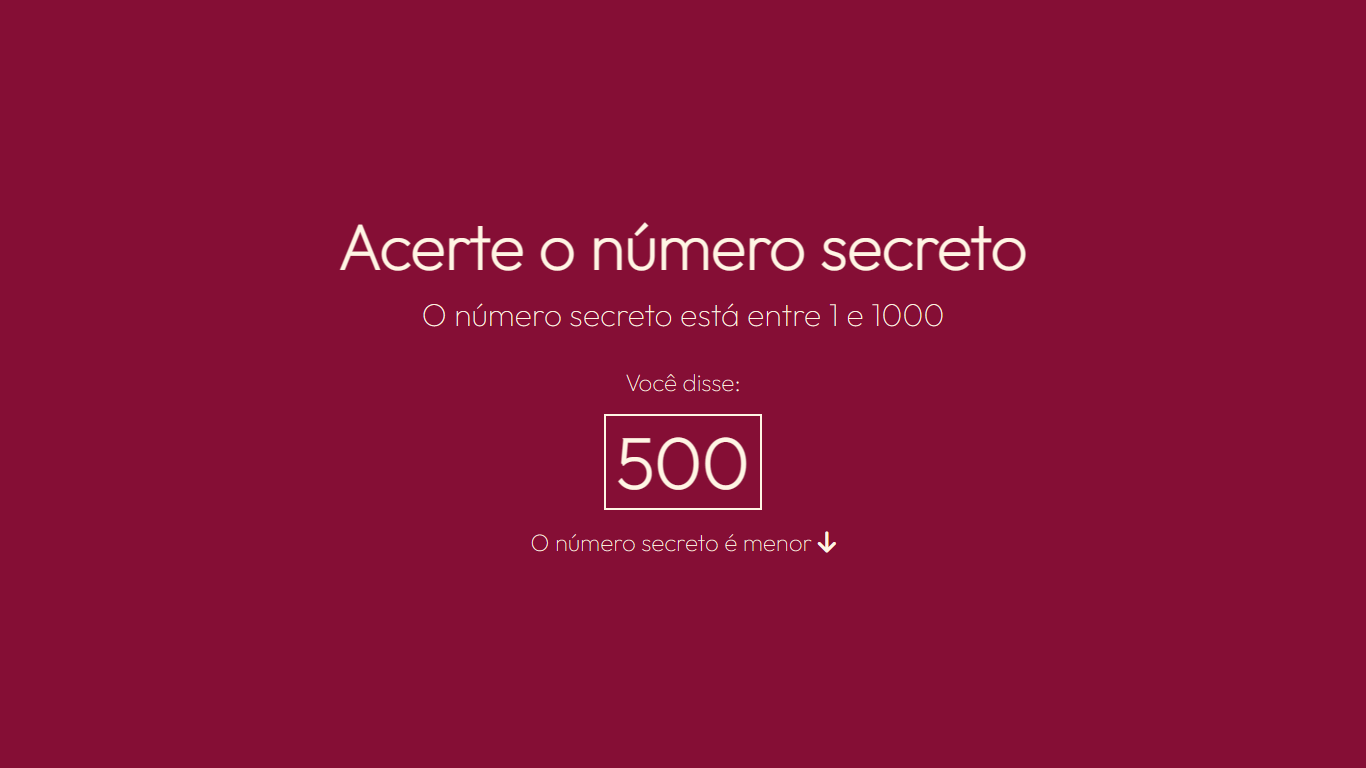 Acerte o número secreto
O número secreto está entre 1 e 1000
Você disse:
500
O número secreto é menor